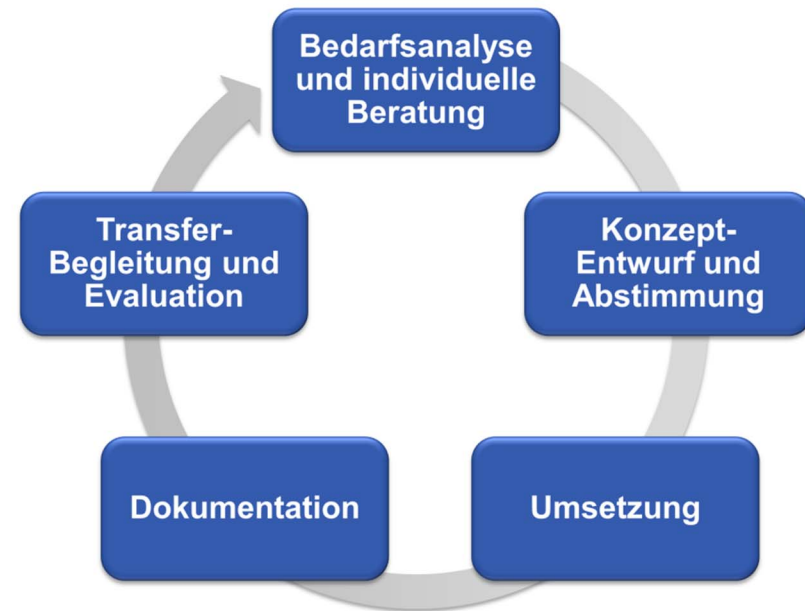 Bedarfsanalyse
und individuelle
Beratung
Konzept-
Entwurf und
Abstimmung
Umsetzung
Dokumentation
Transfer-
Begleitung und
Evaluation